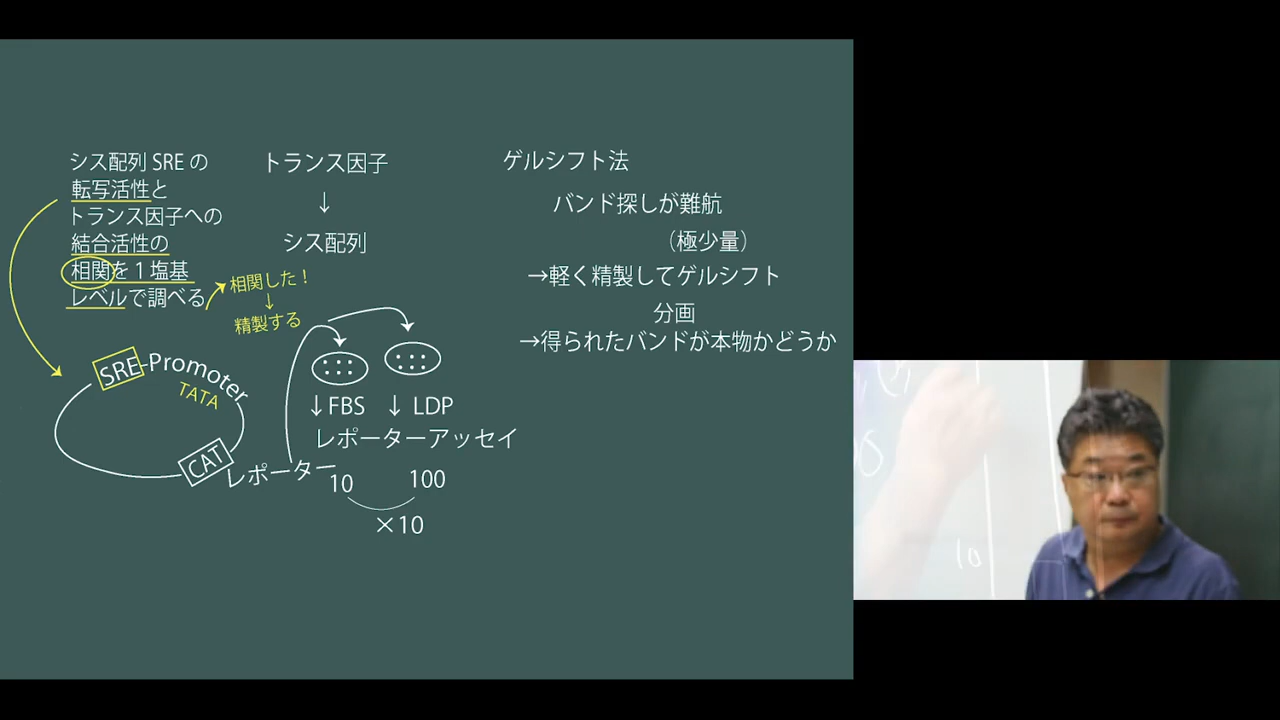 シス配列 SRE の
転写活性と
トランス因子への
結合活性の
相関を 1 塩基
レベルで調べる
相関した!
↓
精製する
トランス因子
↓
シス配列
SRE-Promoter
TATA
CAT
レポーター
↓FBS ↓ LDP
レポーターアッセイ
10 100
×10
ゲルシフト法
バンド探しが難航
(極少量)
→軽く精製してゲルシフト
分画
→得られたバンドが本物かどうか
10